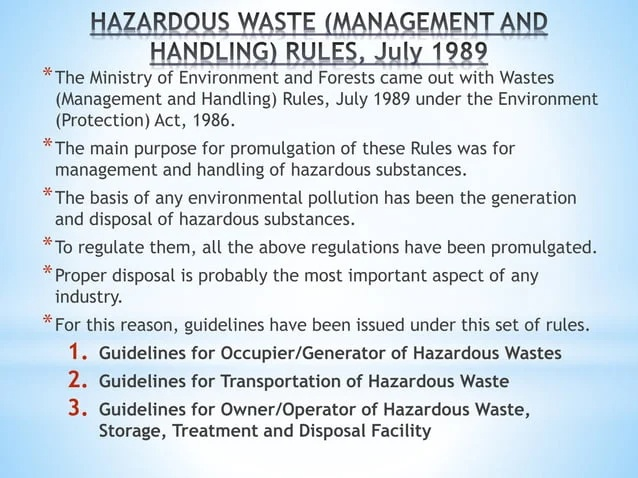 HAZARDOUS WASTE (MANAGEMENT AND
HANDLING) RULES, July 1989
*The Ministry of Environment and Forests came out with Wastes
(Management and Handling) Rules, July 1989 under the Environment
(Protection) Act, 1986.
*The main purpose for promulgation of these Rules was for
management and handling of hazardous substances.
*The basis of any environmental pollution has been the generation
and disposal of hazardous substances.
*To regulate them, all the above regulations have been promulgated.
*Proper disposal is probably the most important aspect of any
industry.
*For this reason, guidelines have been issued under this set of rules.
1. Guidelines for Occupier/Generator of Hazardous Wastes
2. Guidelines for Transportation of Hazardous Waste
3. Guidelines for Owner/Operator of Hazardous Waste,
Storage, Treatment and Disposal Facility